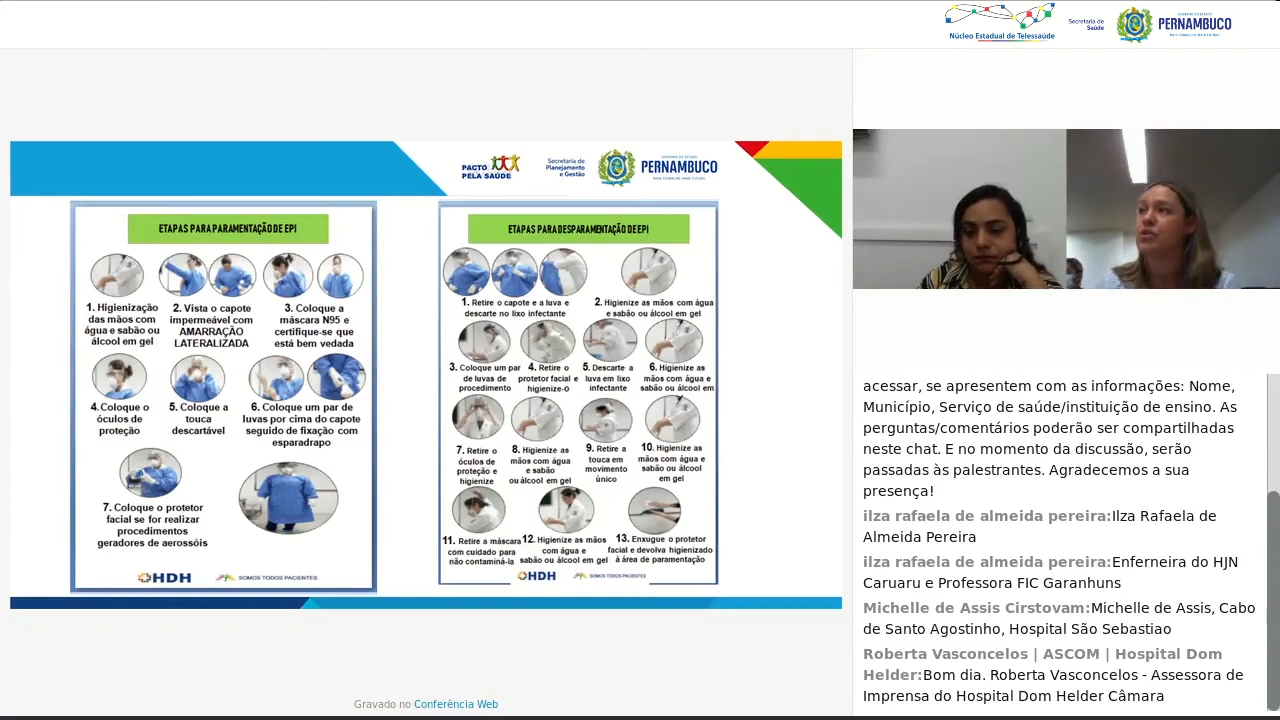 Núcleo Estadual de Telessaúde
Secretaria de
Saúde
GOVERNO DO ESTADO
PERNAMBUCO
MAIS TRABALHO MAIS FUTURO
PACTO
PELA SAÚDE
Secretaria de
Planejamento
e Gestão
PERNAMBUCO
ETAPAS PARA PARAMENTAÇÃO DE EPI
1. Higienização
das mãos com
água e sabão ou
álcool em gel
2. Vista o capote
impermeável com
AMARRAÇÃO
LATERALIZADA
3. Coloque a
máscara N95 e
certifique-se que
está bem vedada
4.Coloque o
óculos de
proteção
5.Coloque a
touca
descartável
6. Coloque um par de
luvas por cima do capote
seguido de fixação com
esparadrapo
7. Coloque o protetor
facial se for realizar
procedimentos
geradores de aerossóis
HDH
SOMOS TODOS PACIENTES
ETAPAS PARA DESPARAMENTAÇÃO DE EPI
1. Retire o capote e a luva e
descarte no lixo infectante
2. Higienize as mãos com água
e sabão ou álcool em gel
3. Coloque um par
de luvas de
procedimento
4. Retire o
protetor facial e
higienize-O
5. Descarte a
luva em lixo
infectante
6. Higienize as
mãos com água e
sabão ou álcool em
7. Retire o
óculos de
proteção e
higienize
8. Higienize as
mãos com água
e sabão
ou álcool em gel
9. Retire a
touca em
movimento
único
10. Higienize as
mãos com água e
sabão ou álcool
em gel
11. Retire a máscara
com cuidado para
não contaminá-la
12. Higienize as mãos
com água e
sabão ou álcool em gel
13. Enxugue o protetor
facial e devolva higienizado
à área de paramentação
HDH
SOMOS TODOS PACIENTES
Gravado no Conferência Web
acessar, se apresentem com as informações: Nome,
Município, Serviço de saúde/instituição de ensino. As
perguntas/comentários poderão ser compartilhadas
neste chat. E no momento da discussão, serão
passadas às palestrantes. Agradecemos a sua
presença!
ilza rafaela de almeida pereira:Ilza Rafaela de
Almeida Pereira
ilza rafaela de almeida pereira:Enferneira do HJN
Caruaru e Professora FIC Garanhuns
Michelle de Assis Cirstovam:Michelle de Assis, Cabo
de Santo Agostinho, Hospital São Sebastiao
Roberta Vasconcelos | ASCOM | Hospital Dom
Helder:Bom dia. Roberta Vasconcelos - Assessora de
Imprensa do Hospital Dom Helder Câmara